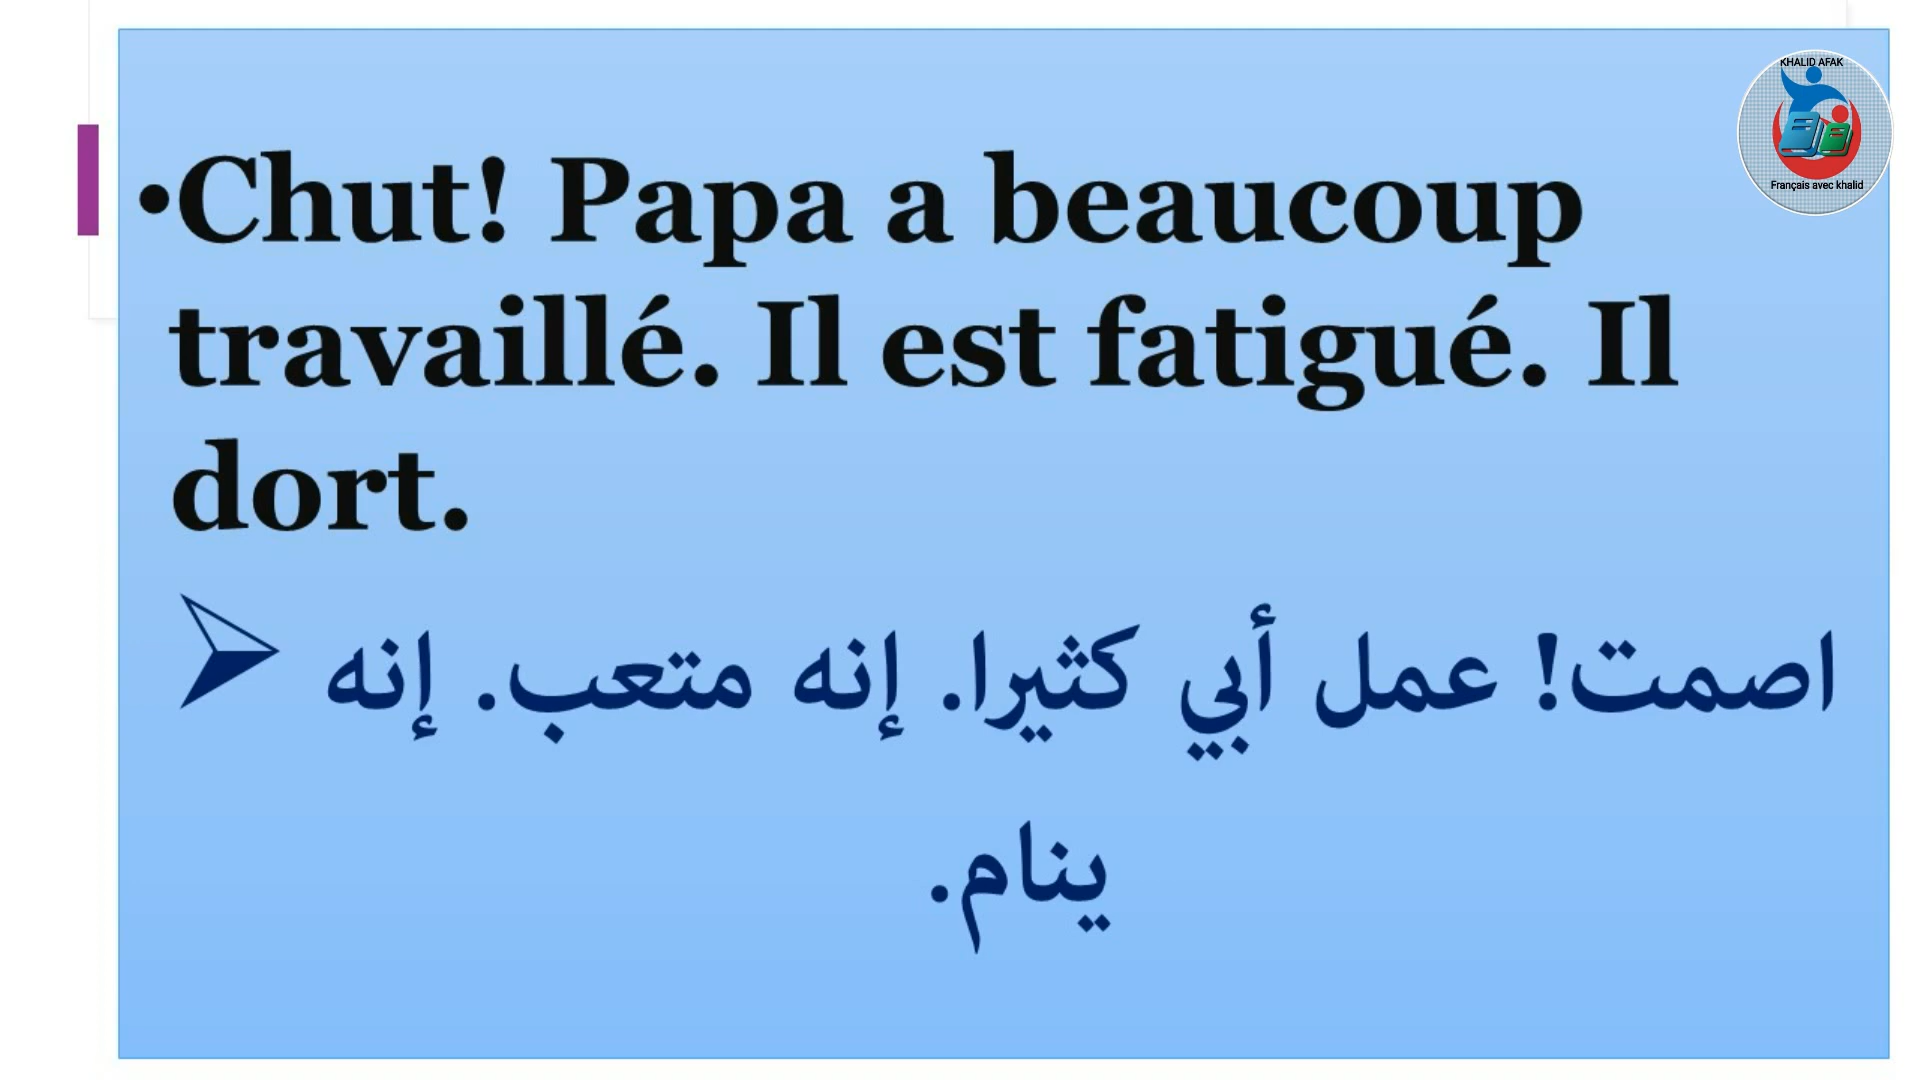 KHALID AFAK
Français avec khalid
•Chut! Papa a beaucoup
travaillé. Il est fatigué. Il
dort.
اصمت! عمل أبي كثيرا. إنه متعب. إنه
ينام.